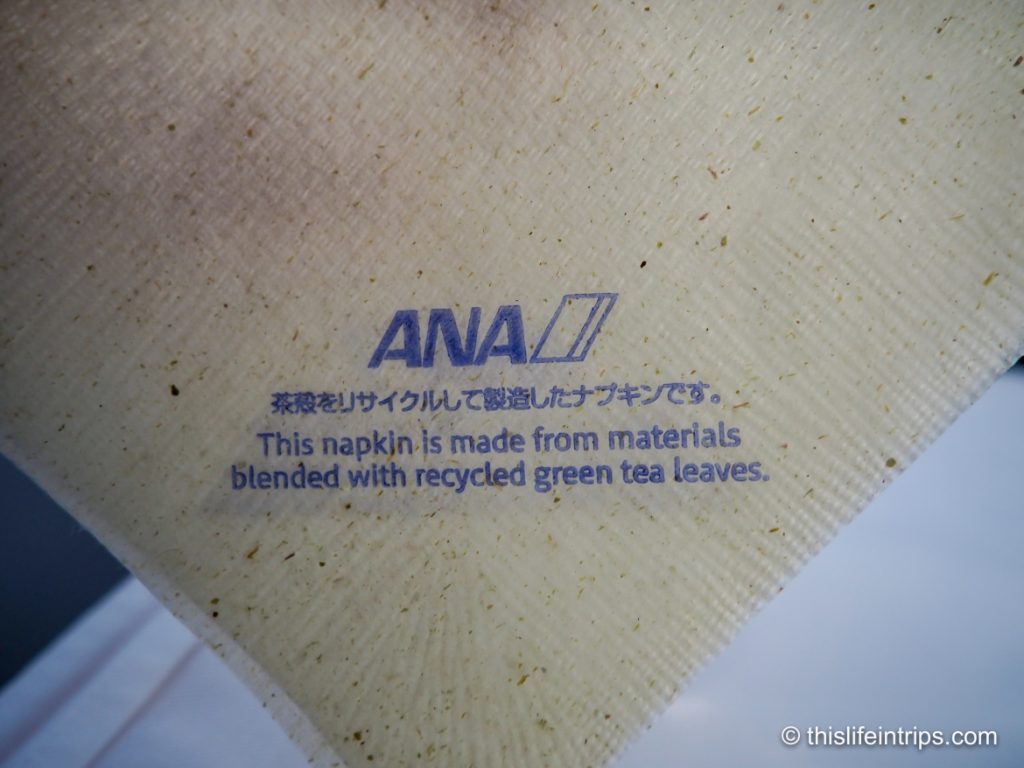 ANA
茶殻をリサイクルして製造したナプキンです。
This napkin is made from materials
blended with recycled green tea leaves.
© thislifeintrips.com